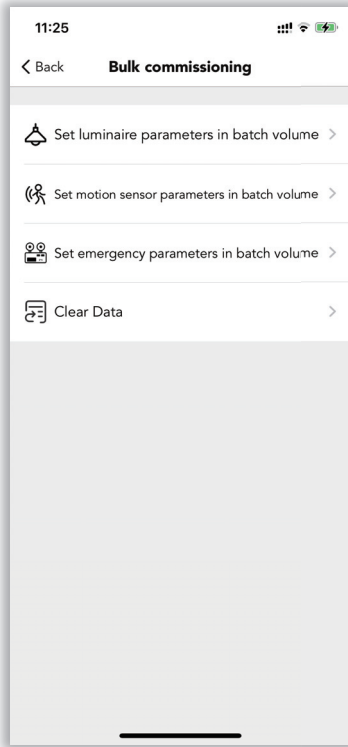 11:25
Back
Bulk commissioning
Set luminaire parameters in batch volume
Set motion sensor parameters in batch volume
Set emergency parameters in batch volume
Clear Data